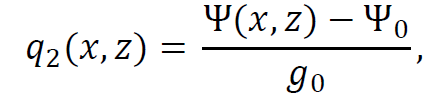 q₂(x, z) = (Ψ(x, z) − Ψ₀) / g₀,